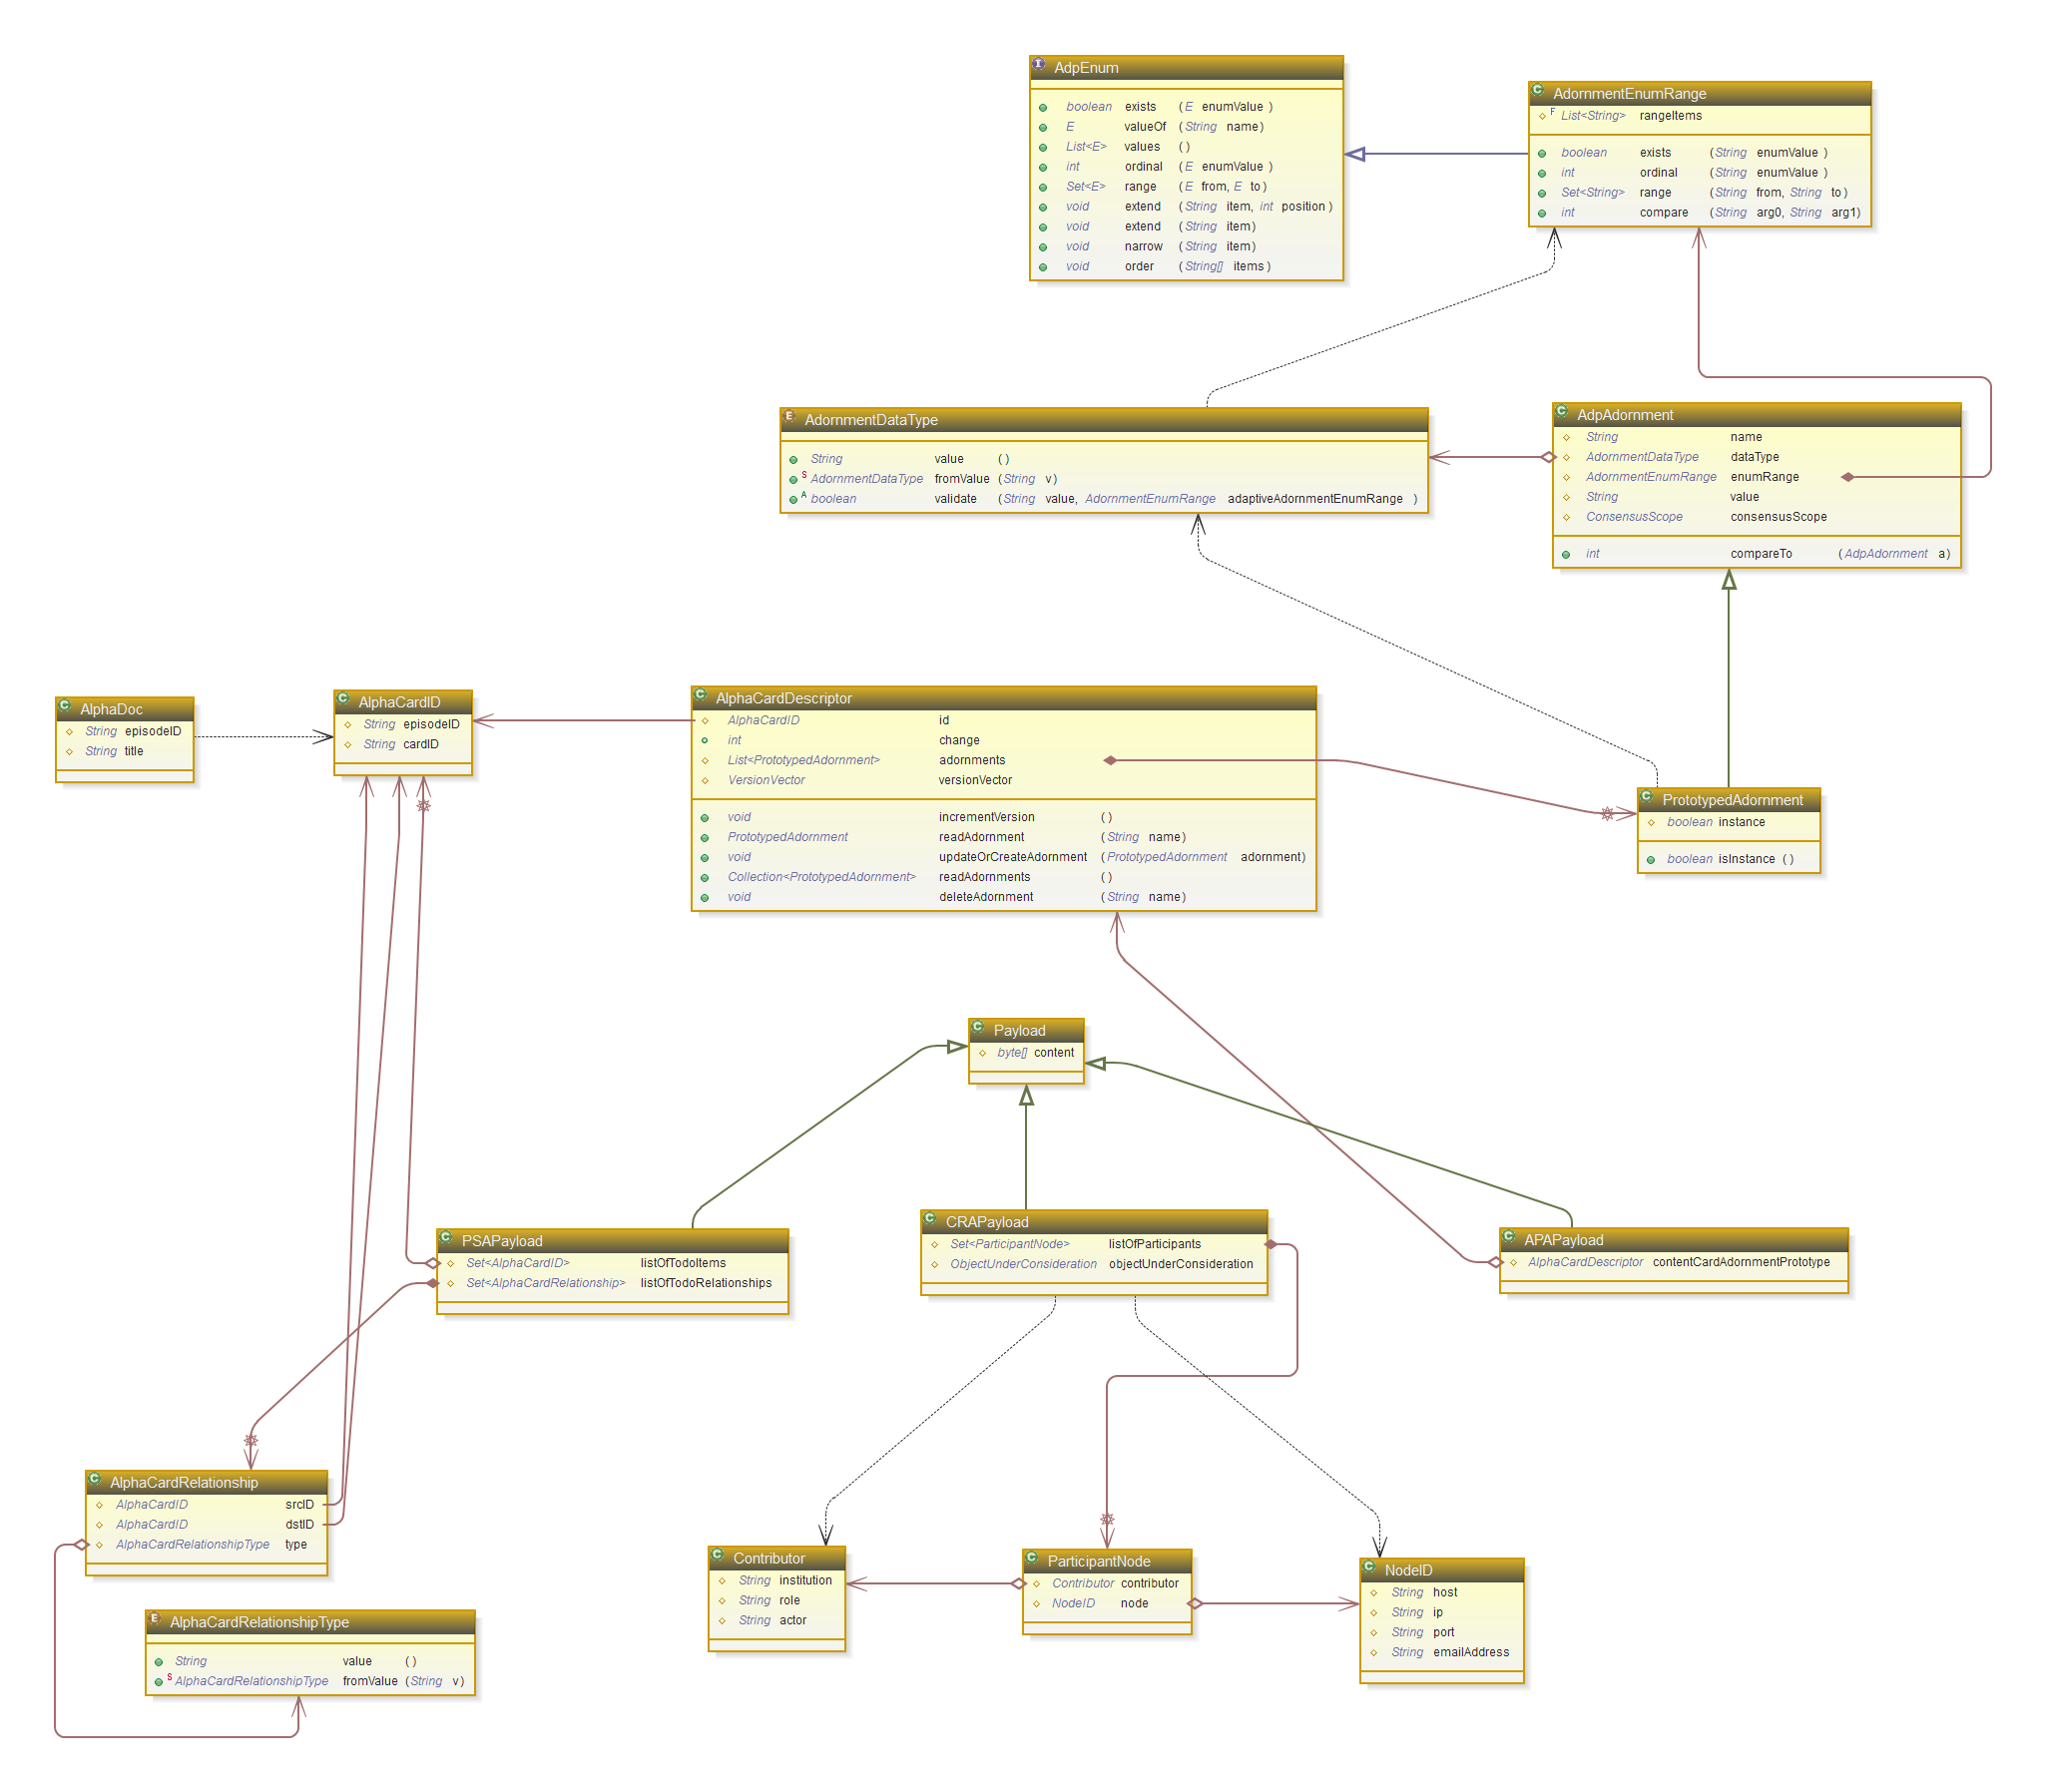 AdpEnum
boolean exists (E enumValue )
E valueOf (String name)
List<E> values ( )
int ordinal (E enumValue )
Set<E> range (E from, E to)
void extend (String item, int position )
void extend (String item)
void narrow (String item)
void order (String[] items )
AdornmentEnumRange
F List<String> rangeItems
boolean exists (String enumValue )
int ordinal (String enumValue )
Set<String> range (String from, String to)
int compare (String arg0, String arg1)
AdornmentDataType
String value ( )
S AdornmentDataType fromValue (String v)
A boolean validate (String value, AdornmentEnumRange adaptiveAdornmentEnumRange )
AdpAdornment
String name
AdornmentDataType dataType
AdornmentEnumRange enumRange
String value
ConsensusScope consensusScope
int compareTo (AdpAdornment a)
AlphaDoc
String episodeID
String title
AlphaCardID
String episodeID
String cardID
AlphaCardDescriptor
AlphaCardID id
int change
List<PrototypedAdornment> adornments
VersionVector versionVector
void incrementVersion ( )
PrototypedAdornment readAdornment (String name)
void updateOrCreateAdornment (PrototypedAdornment adornment)
Collection<PrototypedAdornment> readAdornments ( )
void deleteAdornment (String name)
PrototypedAdornment
boolean instance
boolean isInstance ( )
Payload
byte[] content
PSAPayload
Set<AlphaCardID> listOfTodoItems
Set<AlphaCardRelationship> listOfTodoRelationships
CRAPayload
Set<ParticipantNode> listOfParticipants
ObjectUnderConsideration objectUnderConsideration
APAPayload
AlphaCardDescriptor contentCardAdornmentPrototype
AlphaCardRelationship
AlphaCardID srcID
AlphaCardID dstID
AlphaCardRelationshipType type
AlphaCardRelationshipType
String value ( )
S AlphaCardRelationshipType fromValue (String v)
Contributor
String institution
String role
String actor
ParticipantNode
Contributor contributor
NodeID node
NodeID
String host
String ip
String port
String emailAddress